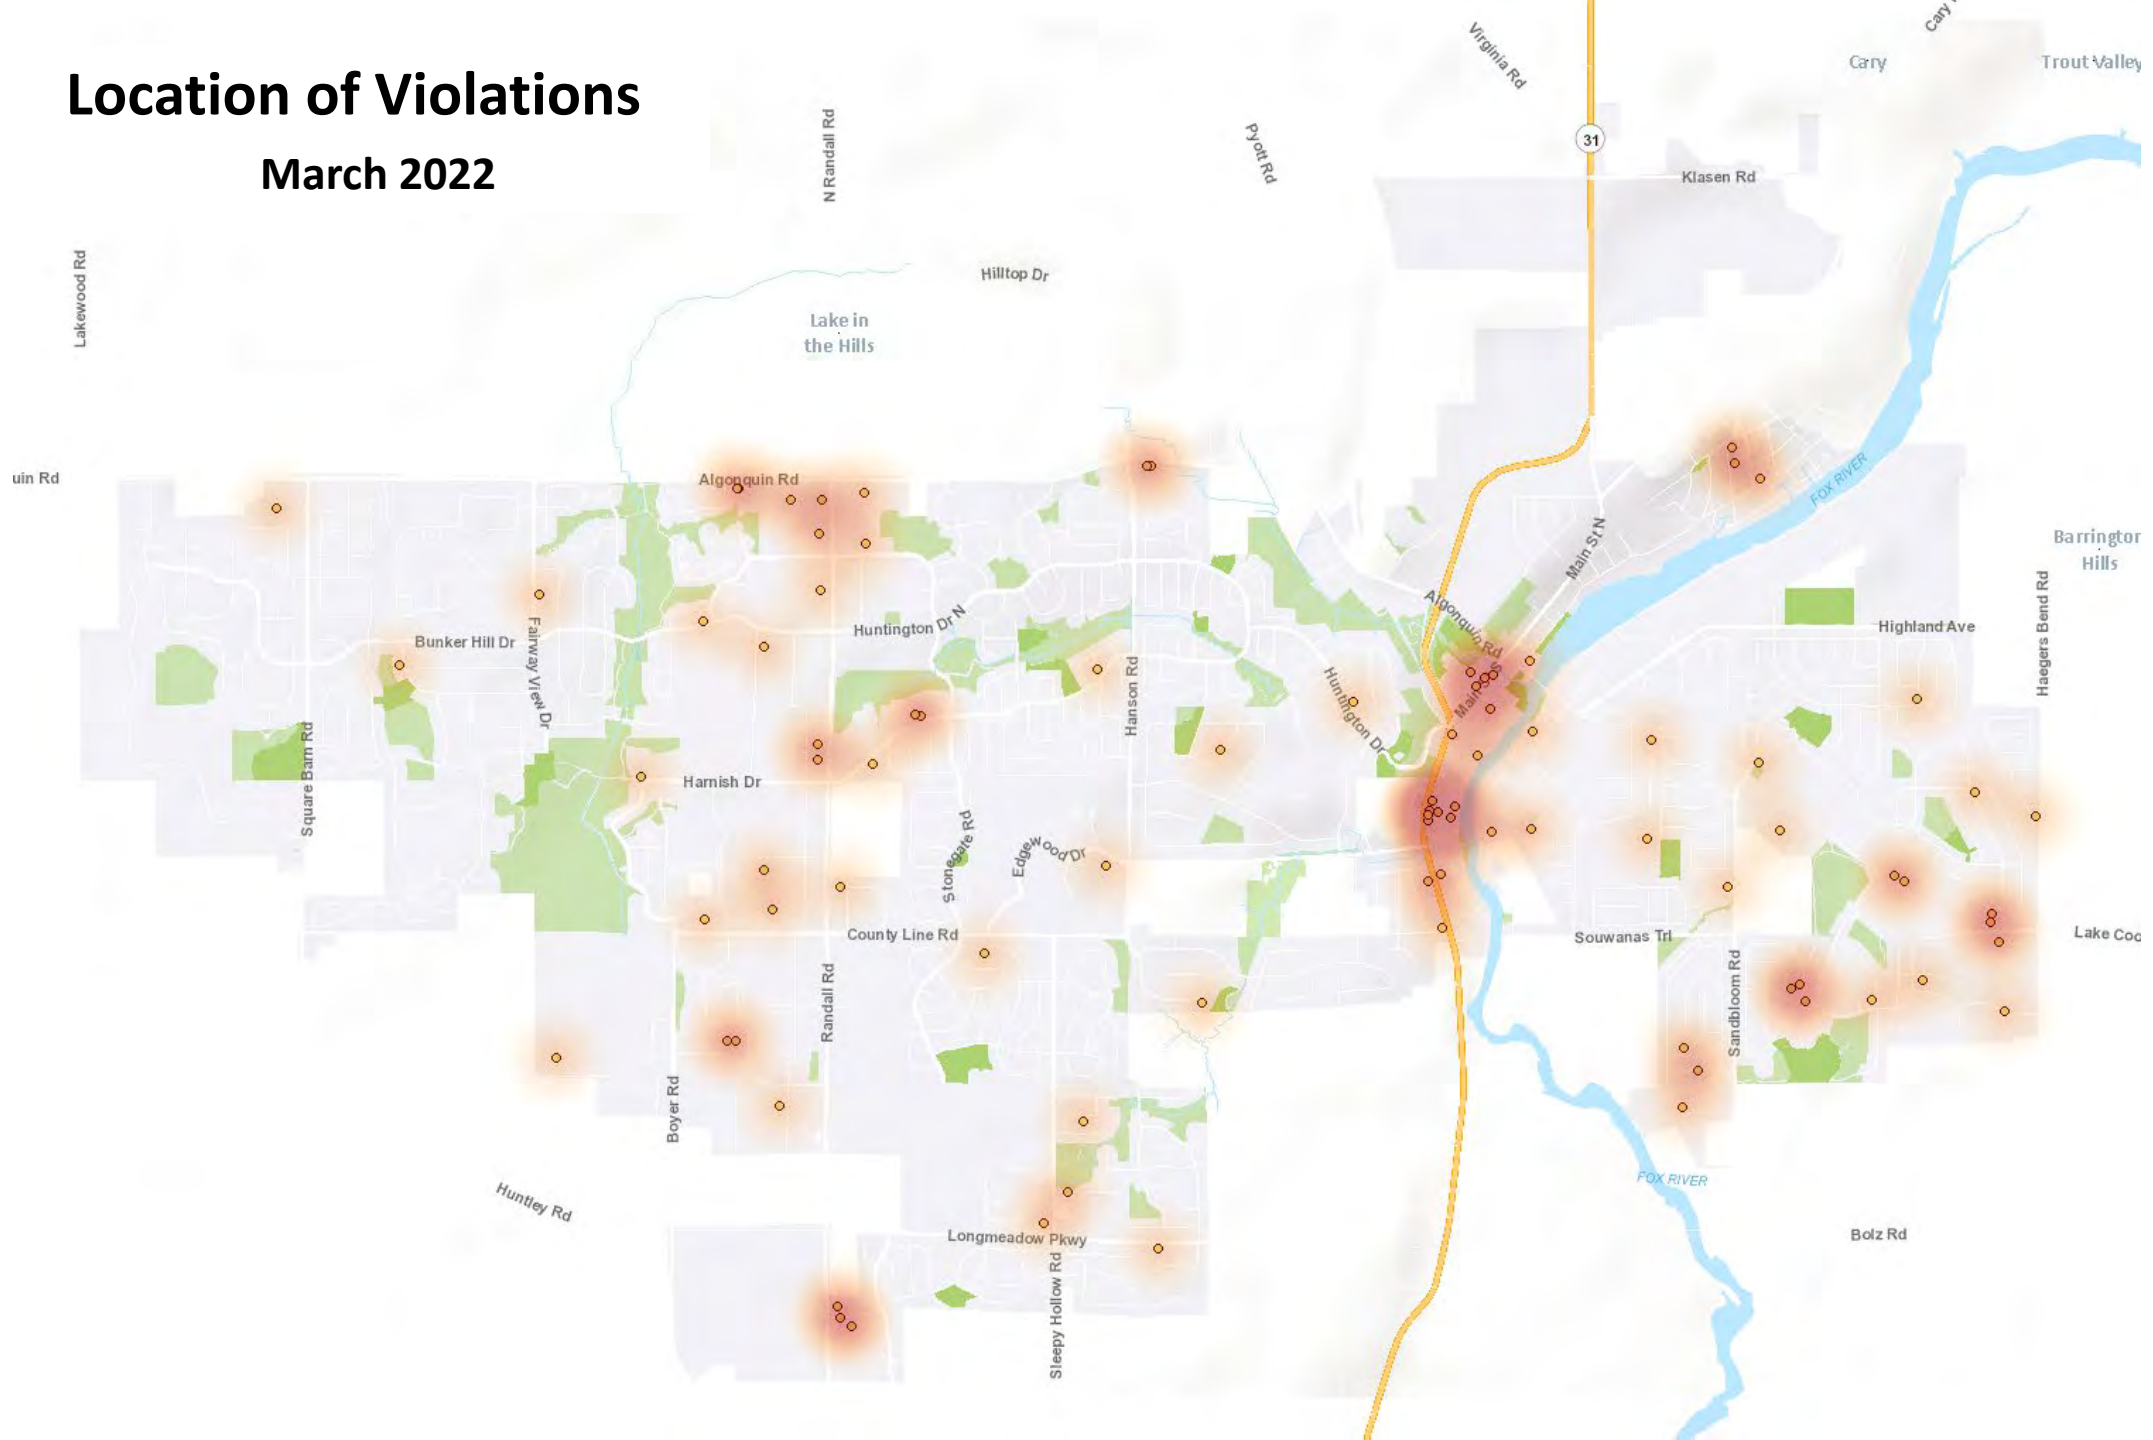 Location of Violations
March 2022
Virginia Rd
Cary
Cary
Trout Valley
N Randall Rd
Pyott Rd
31
Klasen Rd
Lakewood Rd
Hilltop Dr
Lake in
the Hills
uin Rd
Algonquin Rd
FOX RIVER
Main St N
Barrington
Hills
Haegers Bend Rd
Algonquin Rd
Highland Ave
Huntington Dr N
Bunker Hill Dr
Fairway View Dr
Hanson Rd
Main St S
Huntington Dr
Square Barn Rd
Harnish Dr
Stonegate Rd
Edgewood Dr
County Line Rd
Souwanas Trl
Lake Coo
Randall Rd
Sandbloom Rd
Boyer Rd
Huntley Rd
FOX RIVER
Longmeadow Pkwy
Bolz Rd
Sleepy Hollow Rd